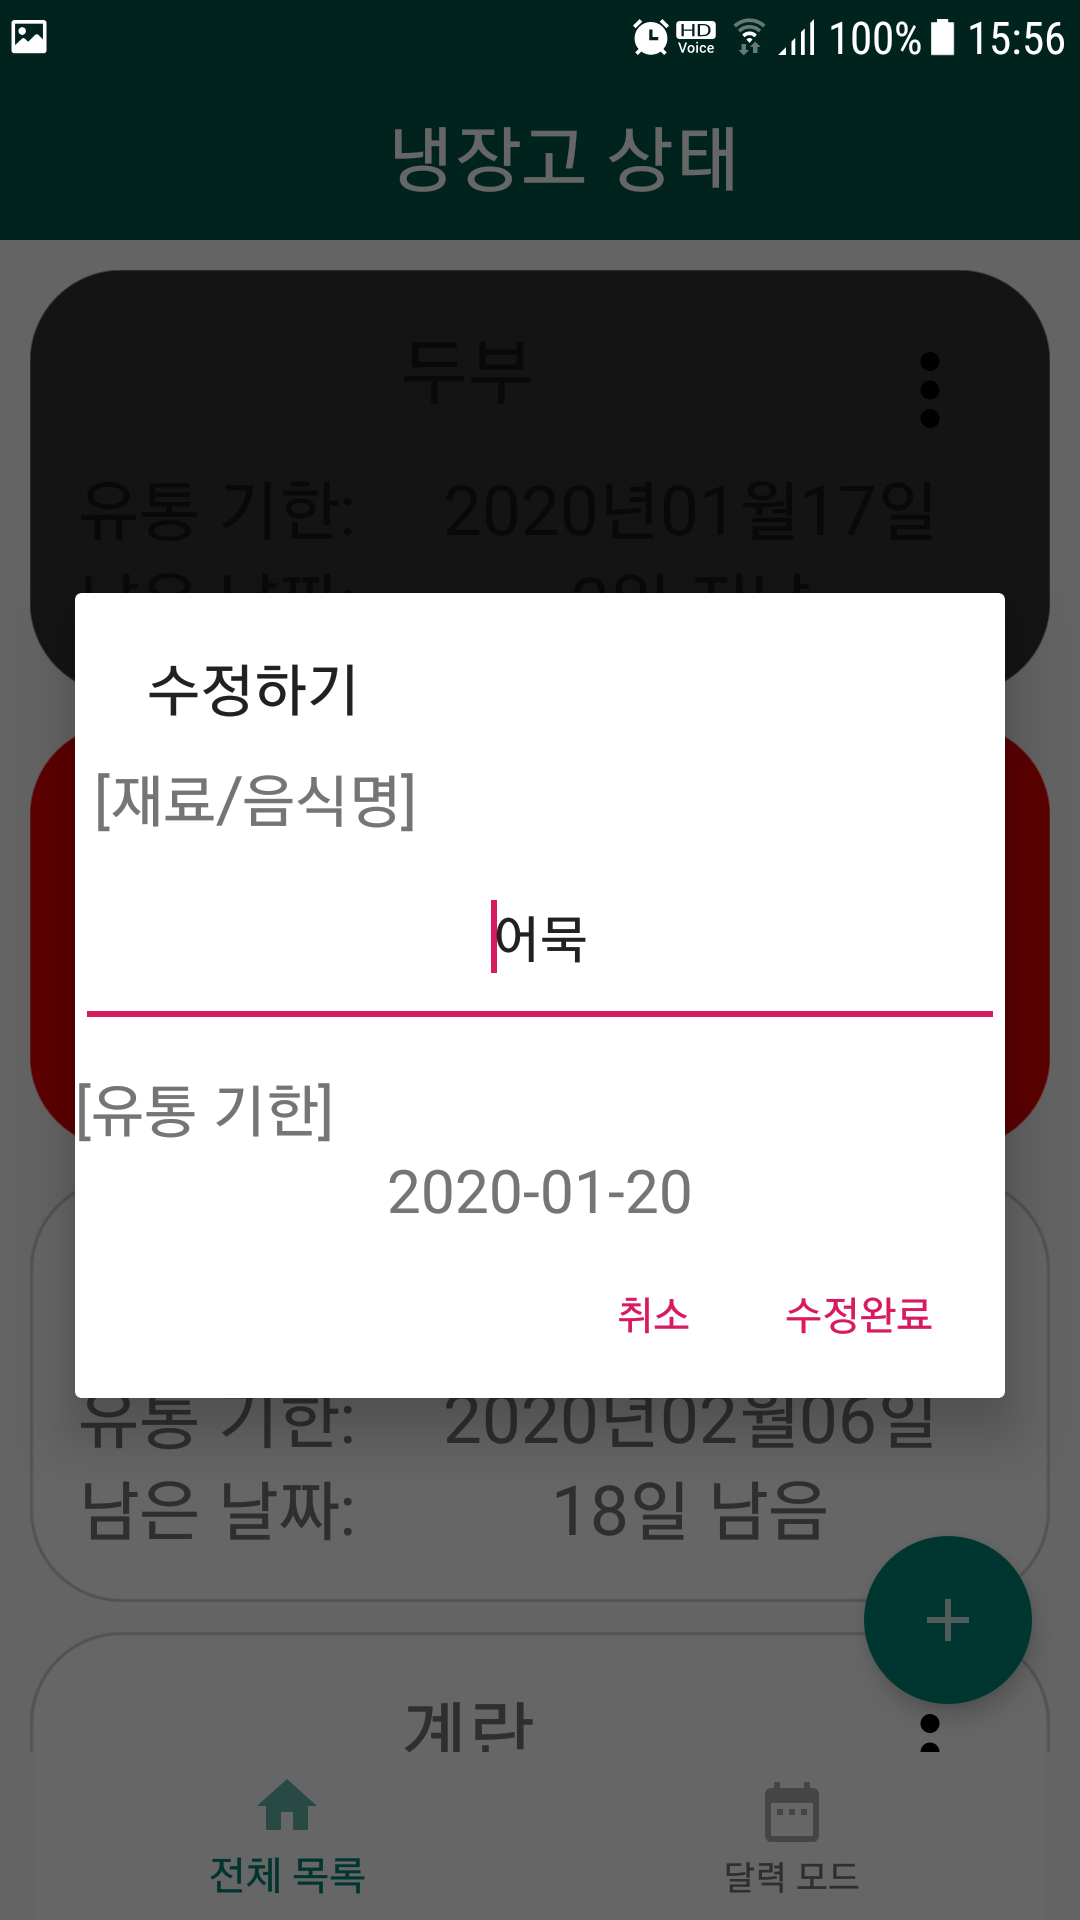 HD Voice 100% 15:56
냉장고 상태
두부
유통 기한: 2020년01월17일
수정하기
[재료/음식명]
어묵
[유통 기한]
2020-01-20
취소 수정완료
유통 기한: 2020년02월06일
남은 날짜: 18일 남음
+
계란
전체 목록 달력 모드